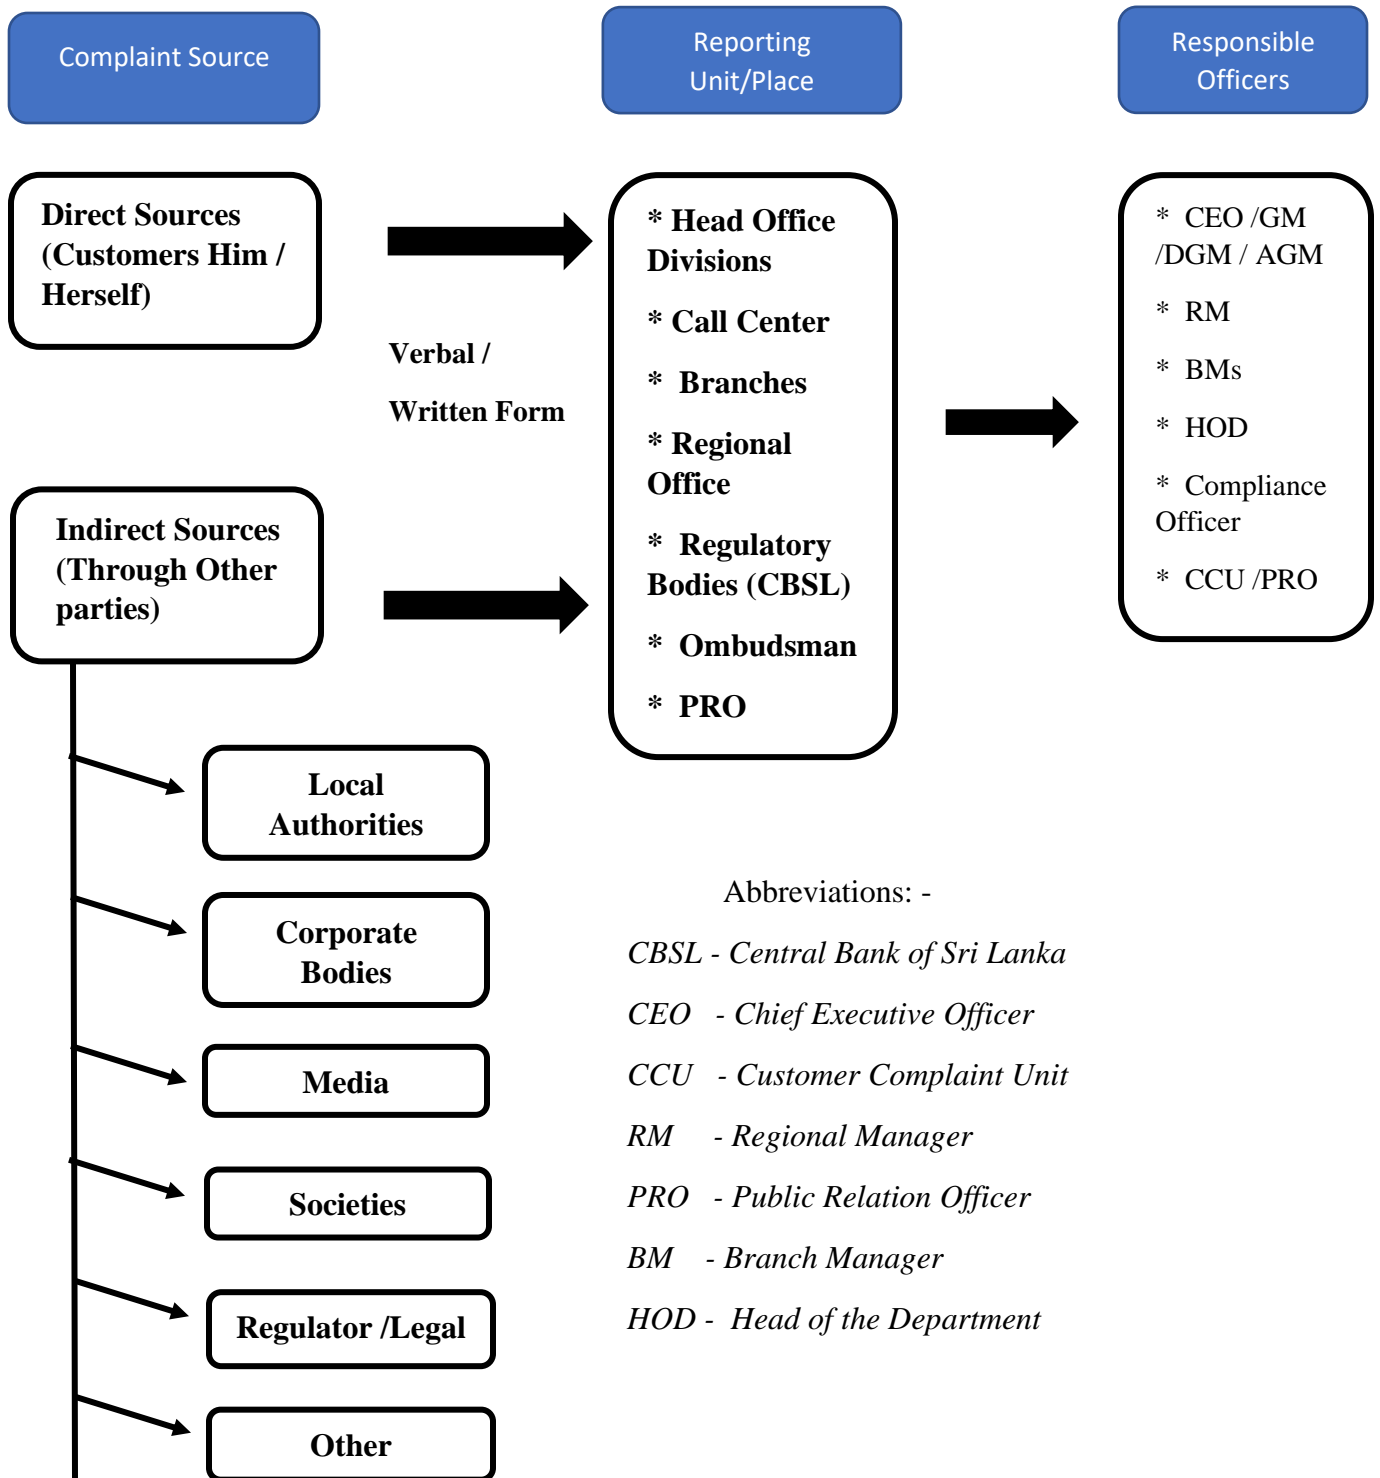 Complaint Source
Reporting
Unit/Place
Responsible
Officers
Direct Sources
(Customers Him /
Herself)
Verbal /
Written Form
Indirect Sources
(Through Other
parties)
Local
Authorities
Corporate
Bodies
Media
Societies
Regulator /Legal
Other
* Head Office
Divisions
* Call Center
* Branches
* Regional
Office
* Regulatory
Bodies (CBSL)
* Ombudsman
* PRO
* CEO /GM
/DGM / AGM
* RM
* BMs
* HOD
* Compliance
Officer
* CCU /PRO
Abbreviations: -
CBSL - Central Bank of Sri Lanka
CEO - Chief Executive Officer
CCU - Customer Complaint Unit
RM - Regional Manager
PRO - Public Relation Officer
BM - Branch Manager
HOD - Head of the Department